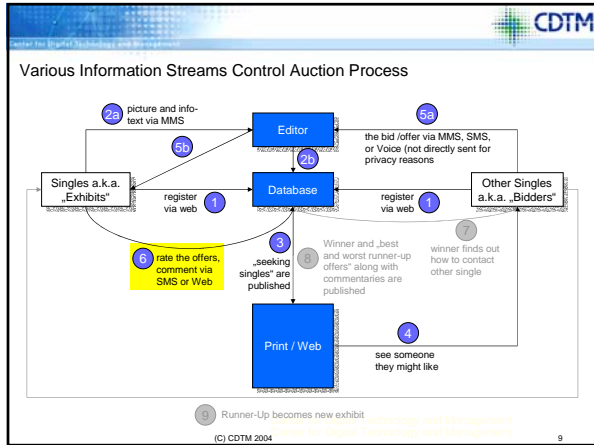 CDTM
Center for Digital Technology and Management
Various Information Streams Control Auction Process
2a
picture and info-
text via MMS
Editor
5a
the bid /offer via MMS, SMS,
or Voice (not directly sent for
privacy reasons
5b
2b
Singles a.k.a.
„Exhibits“
register
via web
1
Database
register
via web
1
Other Singles
a.k.a. „Bidders“
6
rate the offers,
comment via
SMS or Web
3
„seeking
singles“ are
published
8
Winner and „best
and worst runner-up
offers“ along with
commentaries are
published
7
winner finds out
how to contact
other single
Print / Web
4
see someone
they might like
9
Runner-Up becomes new exhibit
(C) CDTM 2004
9